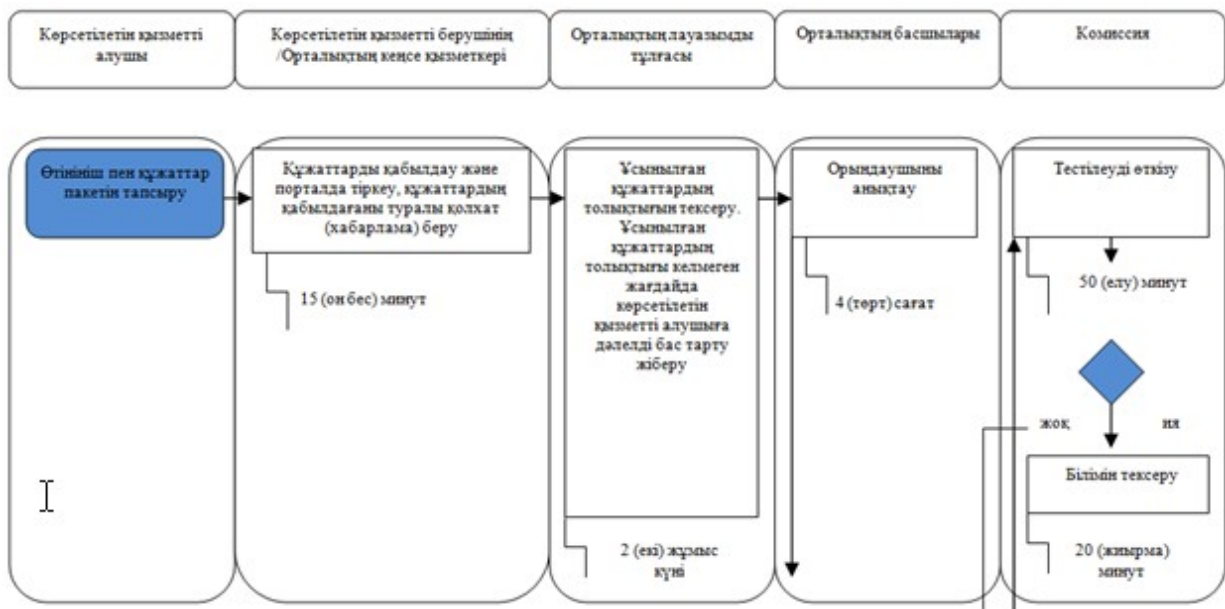 Көрсетілетін қызметті
алушы
Көрсетілетін қызметті берушінің
/Орталықтың кеңсе қызметкері
Орталықтың лауазымды
тұлғасы
Орталықтың басшылары
Комиссия
Өтінініш пен құжаттар
пакетін тапсыру
Құжаттарды қабылдау және
порталда тіркеу, құжаттардың
қабылдағаны туралы қолхат
(хабарлама) беру
15 (он бес) минут
Ұсынылған
құжаттардың
толықтығын тексеру.
Ұсынылған
құжаттардың
толықтығы келмеген
жағдайда
көрсетілетін
қызметті алушыға
дәлелді бас тарту
жіберу
2 (екі) жұмыс
күні
Орындаушыны
анықтау
4 (төрт) сағат
Тестілеуді өткізу
50 (елу) минут
жоқ
ия
Білімін тексеру
20 (жиырма)
минут